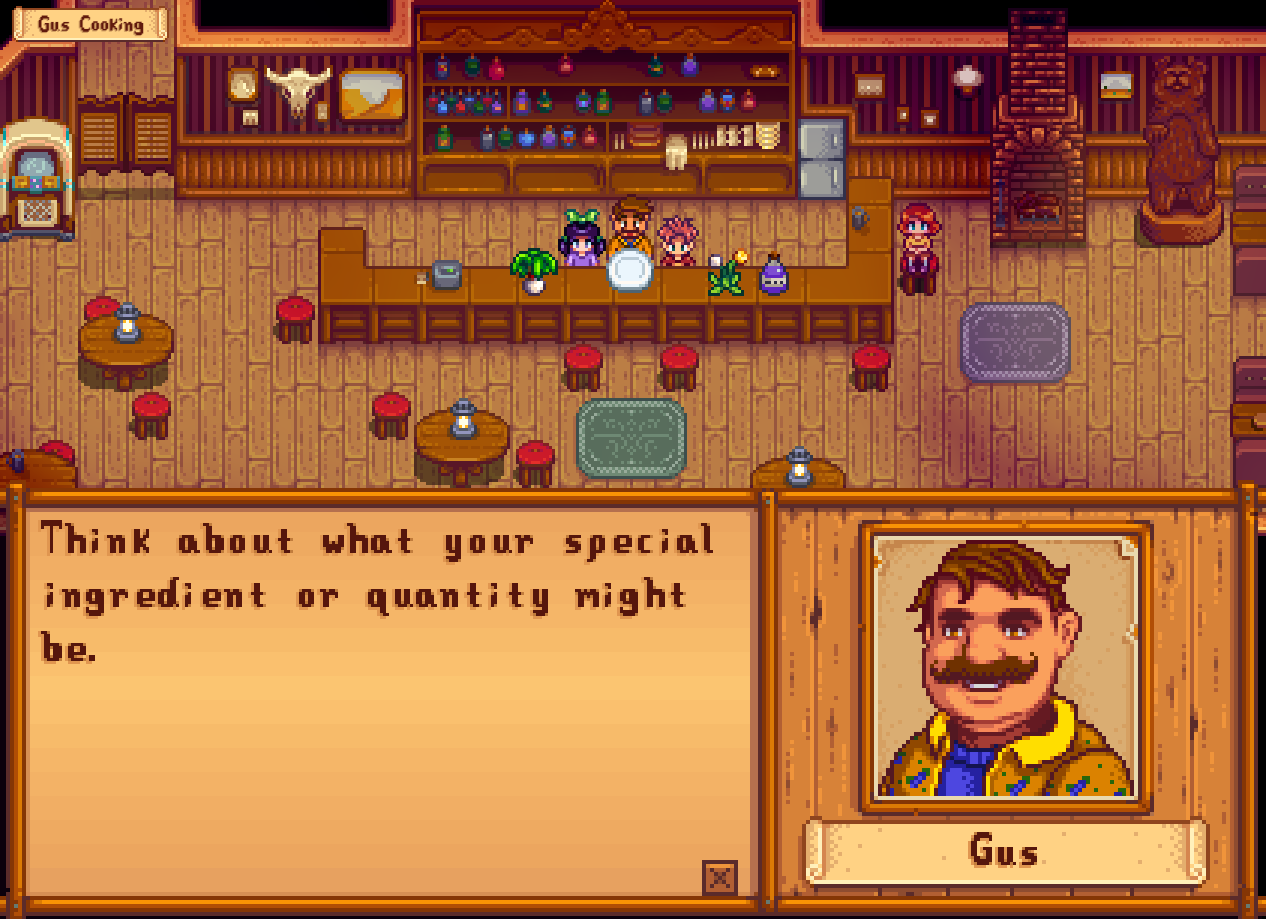 Gus Cooking
Think about what your special
ingredient or quantity might
be.
Gus